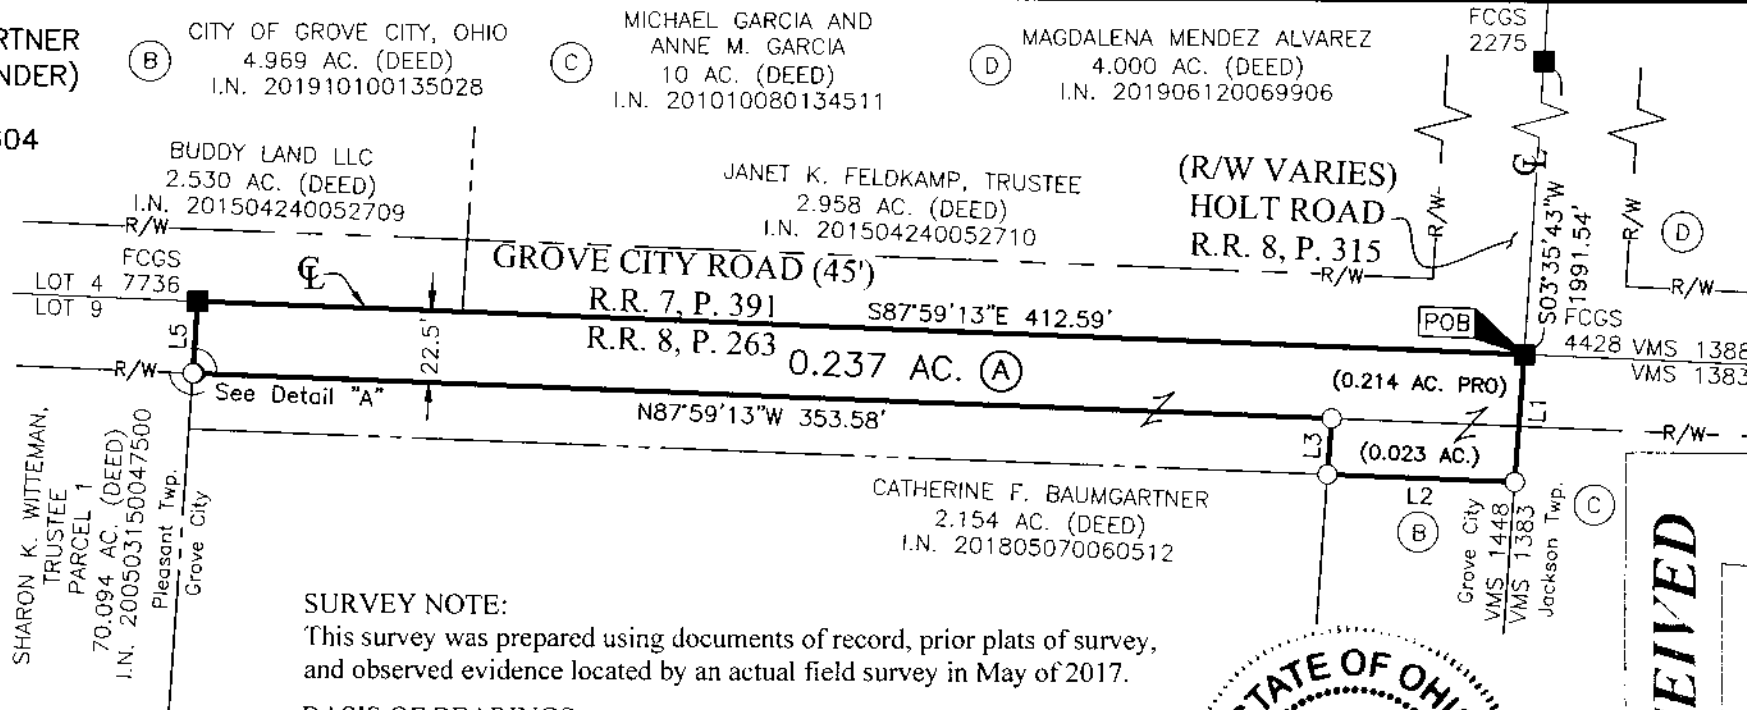 RTNER
NDER)
604
B
CITY OF GROVE CITY, OHIO
4.969 AC. (DEED)
I.N. 201910100135028
C
MICHAEL GARCIA AND
ANNE M. GARCIA
10 AC. (DEED)
I.N. 201010080134511
D
MAGDALENA MENDEZ ALVAREZ
4.000 AC. (DEED)
I.N. 201906120069906
FCGS
2275
BUDDY LAND LLC
2.530 AC. (DEED)
I.N. 201504240052709
JANET K. FELDKAMP, TRUSTEE
2.958 AC. (DEED)
I.N. 201504240052710
(R/W VARIES)
HOLT ROAD
R.R. 8, P. 315
R/W
R/W
R/W
R/W
R/W
D
S03°35'43"W
1991.54'
FCGS
LOT 4 7736
LOT 9
GROVE CITY ROAD (45')
R.R. 7, P. 391
R.R. 8, P. 263
S87°59'13"E 412.59'
POB
FCGS
4428
VMS 1388
VMS 1383
L5
22.5'
0.237 AC. A
(0.214 AC. PRO)
L1
R/W
See Detail "A"
N87°59'13"W 353.58'
L3
(0.023 AC.)
R/W
L2
B
C
CATHERINE F. BAUMGARTNER
2.154 AC. (DEED)
I.N. 201805070060512
SHARON K. WITTEMAN,
TRUSTEE
PARCEL 1
70.094 AC. (DEED)
I.N. 200503150047500
Pleasant Twp.
Grove City
Grove City
VMS 1448
VMS 1383
Jackson Twp.
SURVEY NOTE:
This survey was prepared using documents of record, prior plats of survey,
and observed evidence located by an actual field survey in May of 2017.
TATE OF OHI
EIVED